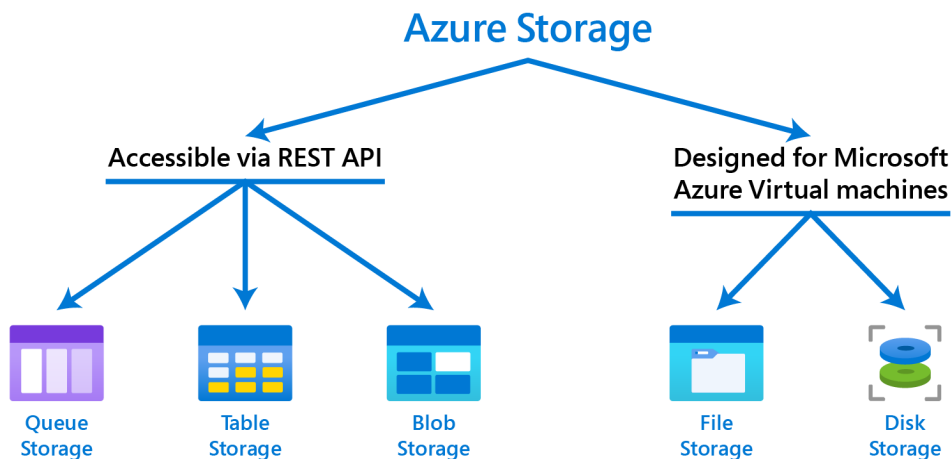 Azure Storage
Accessible via REST API
Designed for Microsoft
Azure Virtual machines
Queue
Storage
Table
Storage
Blob
Storage
File
Storage
Disk
Storage